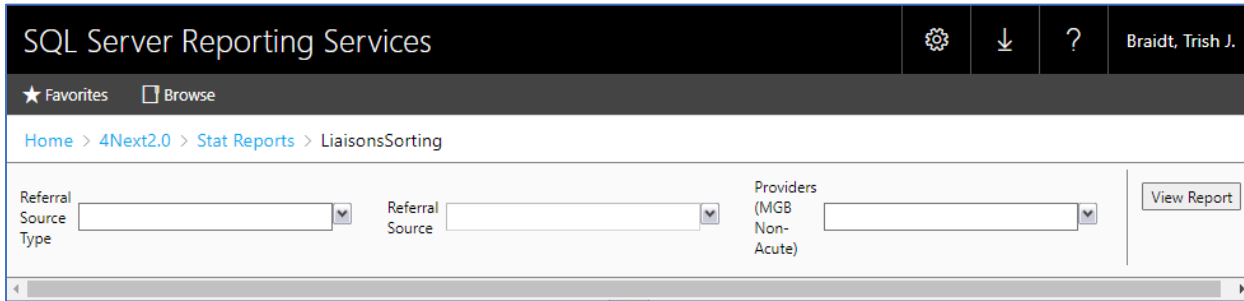 SQL Server Reporting Services
?
Braidt, Trish J.
Favorites
Browse
Home > 4Next2.0 > Stat Reports > LiaisonsSorting
Referral
Source
Type
Referral
Source
Providers
(MGB
Non-
Acute)
View Report